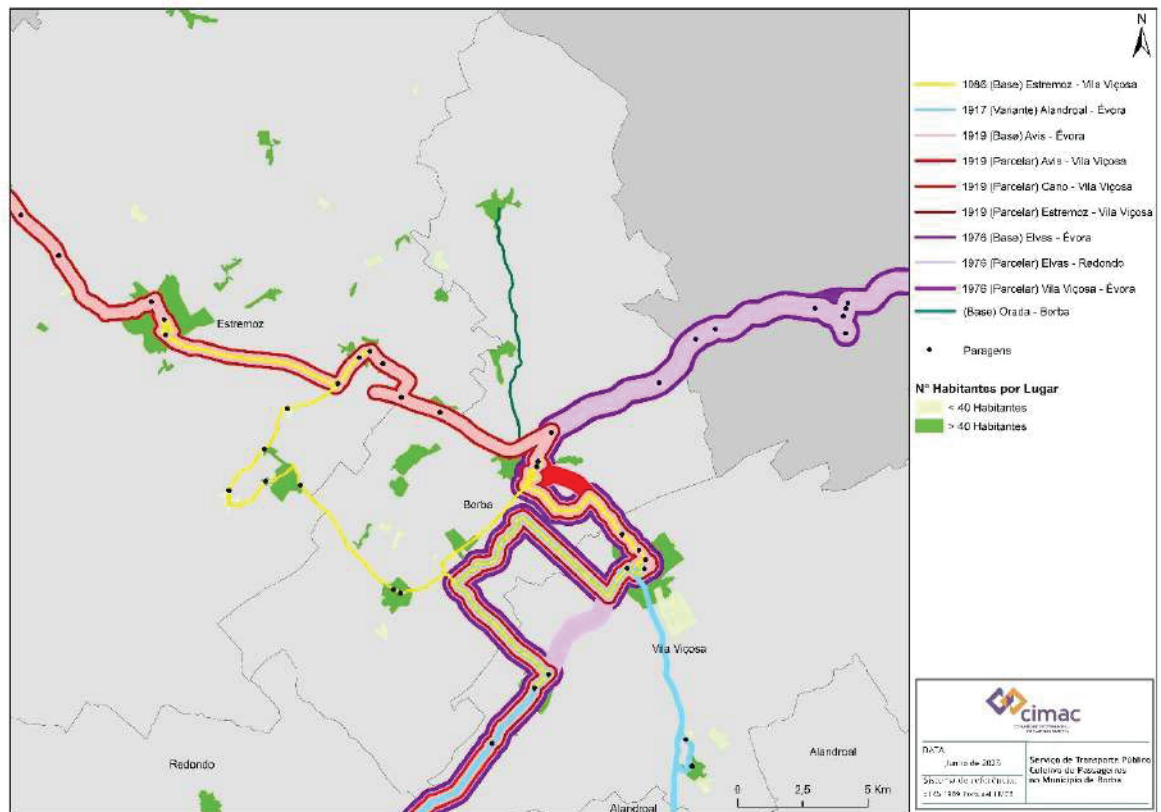 N
1086 (Base) Estremoz - Vila Viçosa
1917 (Variante) Alandroal - Évora
1919 (Base) Avis - Évora
1919 (Parcelar) Avis - Vila Viçosa
1919 (Parcelar) Cano - Vila Viçosa
1919 (Parcelar) Estremoz - Vila Viçosa
1976 (Base) Elvas - Évora
1976 (Parcelar) Elvas - Redondo
1976 (Parcelar) Vila Viçosa - Évora
(Base) Orada - Borba
Paragens
Nº Habitantes por Lugar
< 40 Habitantes
> 40 Habitantes
Estremoz
Borba
Vila Viçosa
Redondo
Alandroal
Alandroal
0 2,5 5 Km
cimac
DATA
Junho de
Sistema de referência:
Serviço de Transporte Público
Coletivo de Passageiros
no Município de Borba